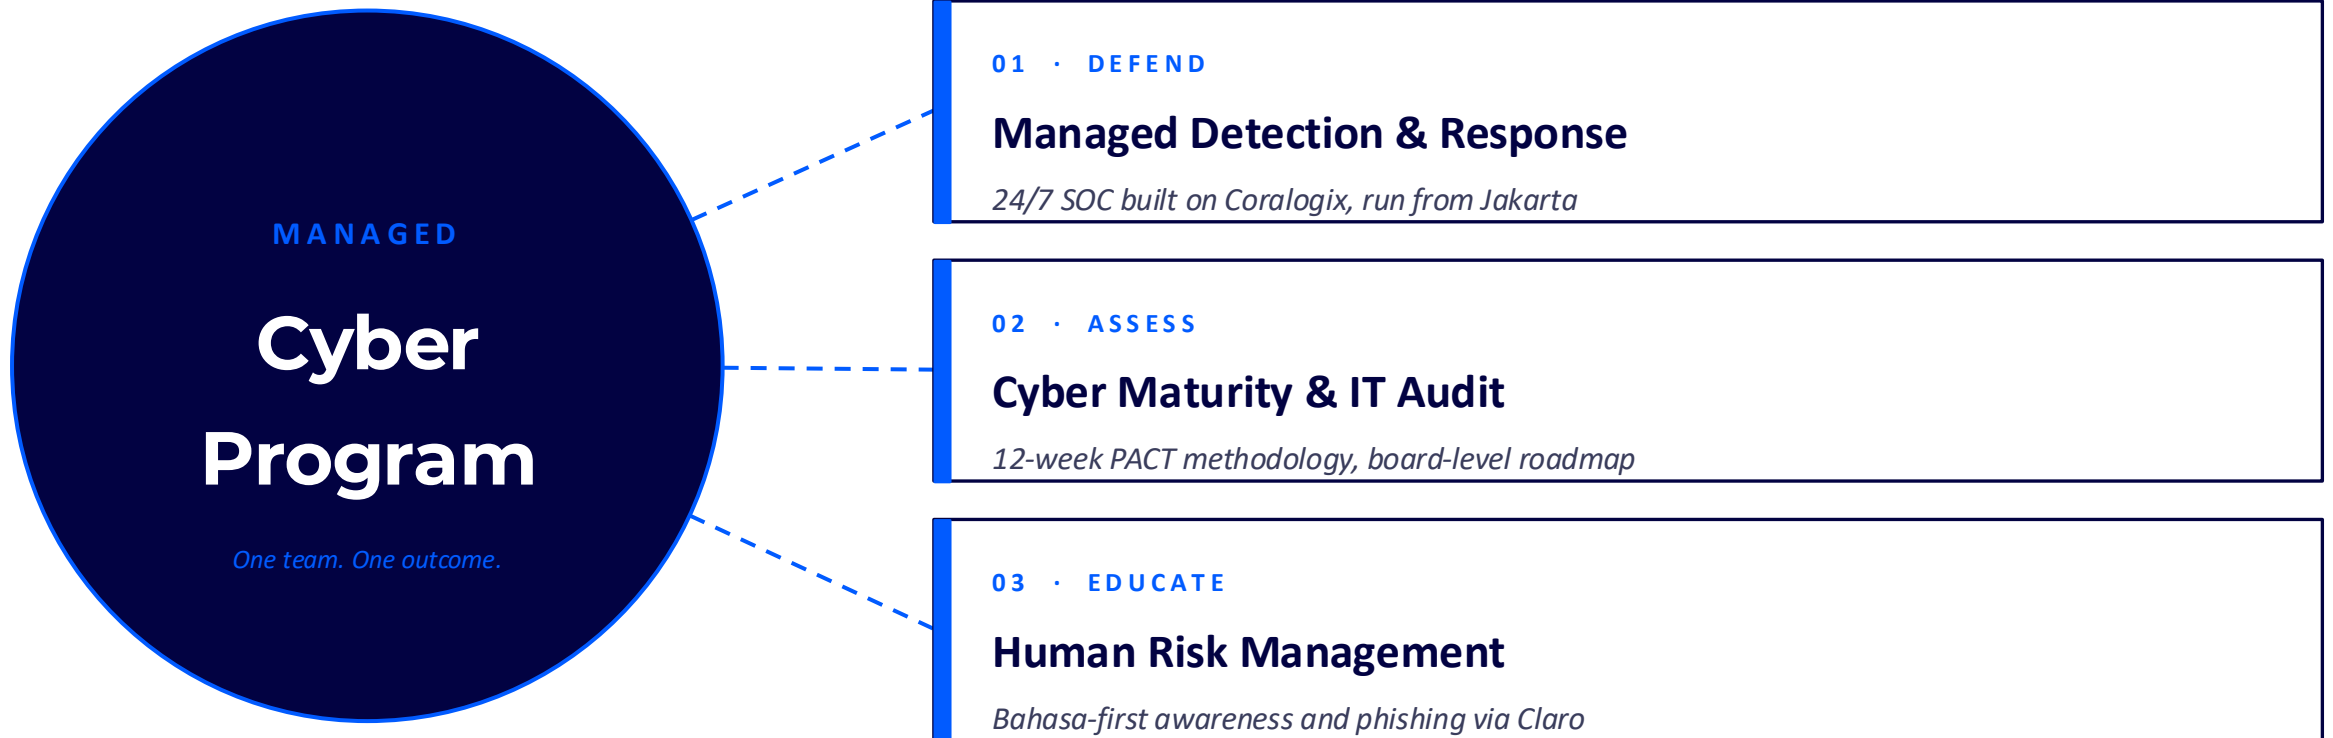 MANAGED
Cyber
Program
One team. One outcome.
01 · DEFEND
Managed Detection & Response
24/7 SOC built on Coralogix, run from Jakarta
02 · ASSESS
Cyber Maturity & IT Audit
12-week PACT methodology, board-level roadmap
03 · EDUCATE
Human Risk Management
Bahasa-first awareness and phishing via Claro